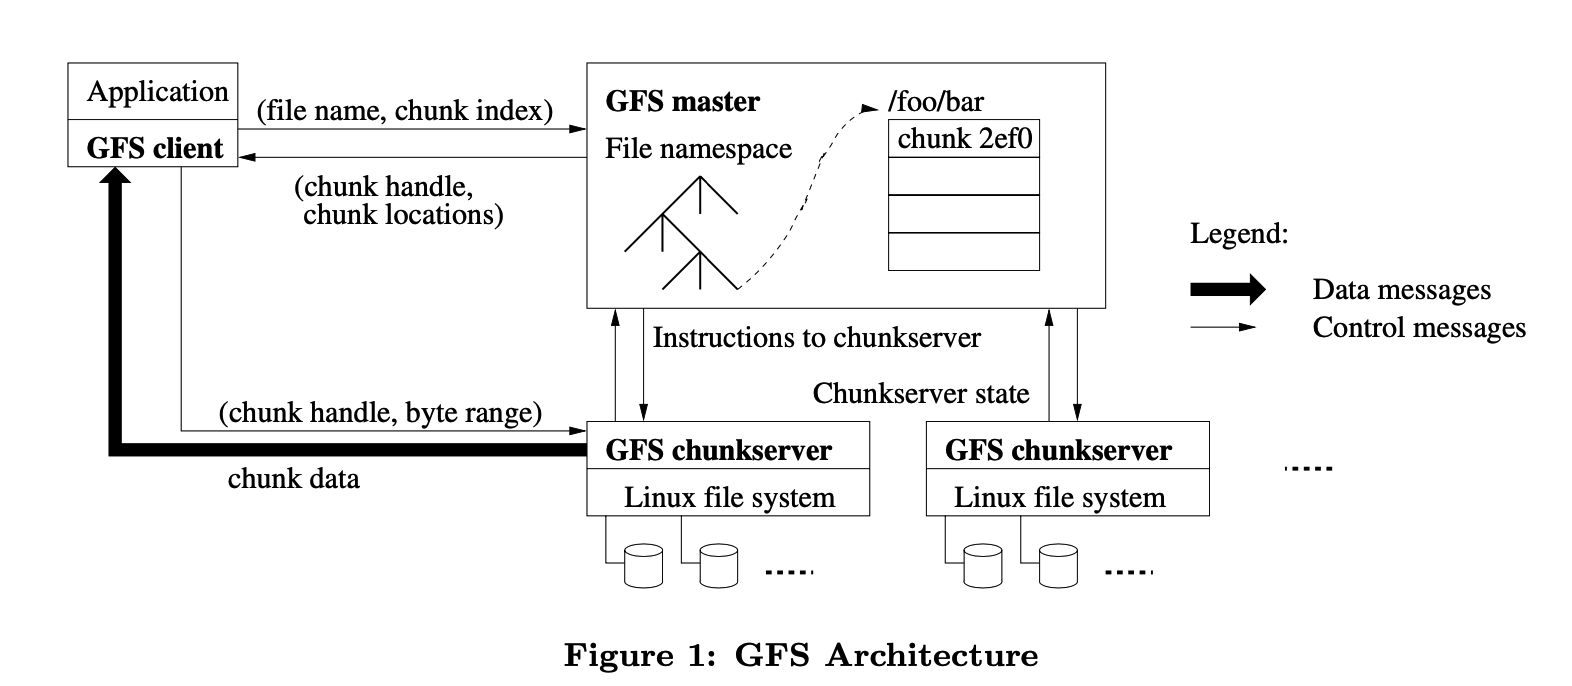 Application
GFS client
(file name, chunk index)
(chunk handle,
chunk locations)
GFS master
File namespace
/foo/bar
chunk 2ef0
Legend:
Data messages
Control messages
Instructions to chunkserver
Chunkserver state
(chunk handle, byte range)
chunk data
GFS chunkserver
Linux file system
GFS chunkserver
Linux file system
Figure 1: GFS Architecture